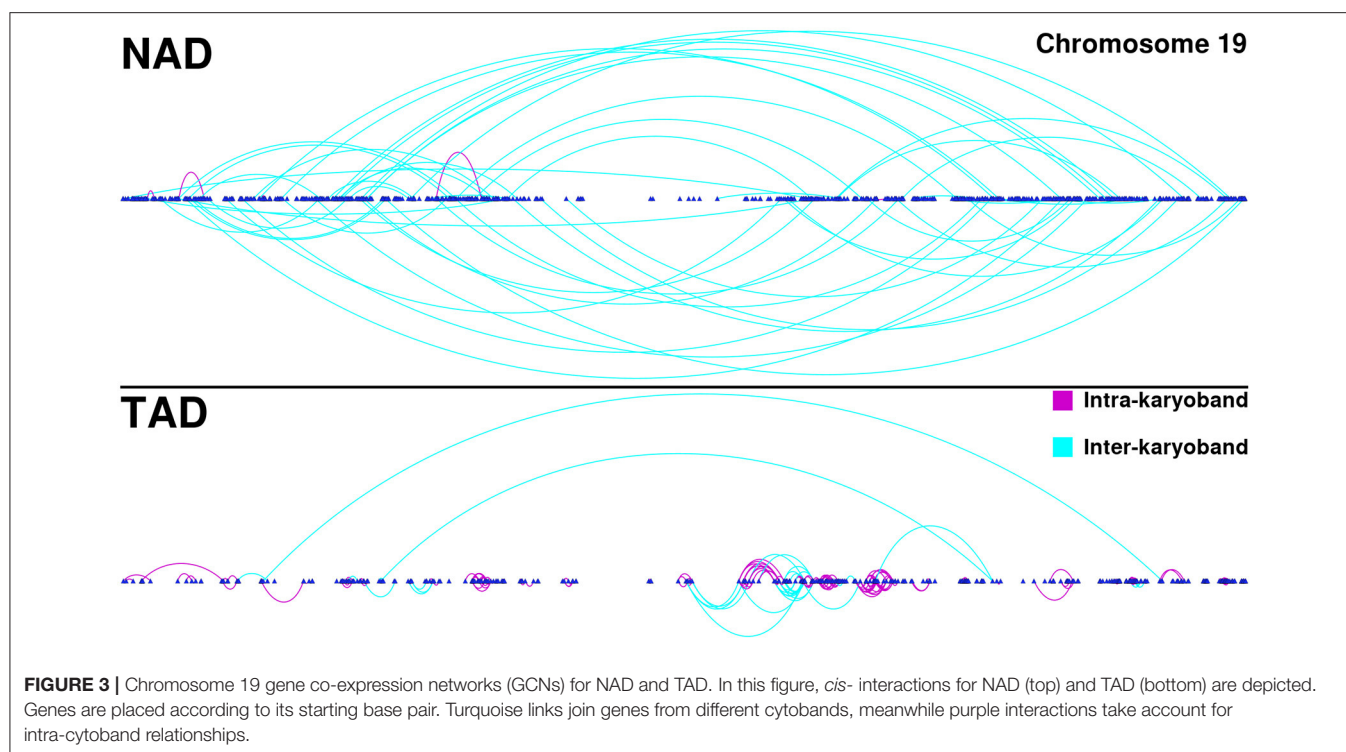 NAD
Chromosome 19
TAD
Intra-karyoband
Inter-karyoband
FIGURE 3 | Chromosome 19 gene co-expression networks (GCNs) for NAD and TAD. In this figure, cis- interactions for NAD (top) and TAD (bottom) are depicted.
Genes are placed according to its starting base pair. Turquoise links join genes from different cytobands, meanwhile purple interactions take account for
intra-cytoband relationships.